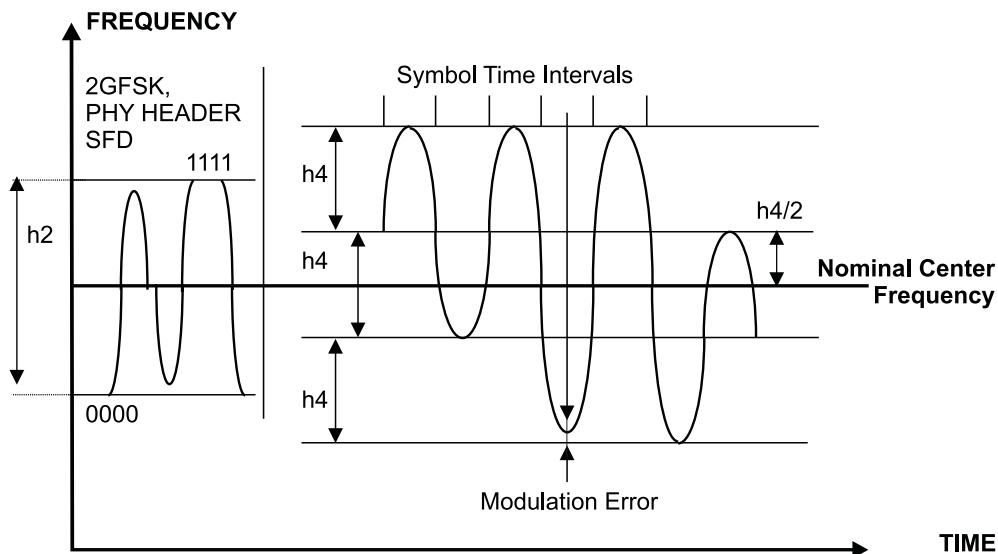 FREQUENCY
2GFSK,
PHY HEADER
SFD
1111
h2
0000
Symbol Time Intervals
h4
h4
h4
h4/2
Nominal Center
Frequency
Modulation Error
TIME